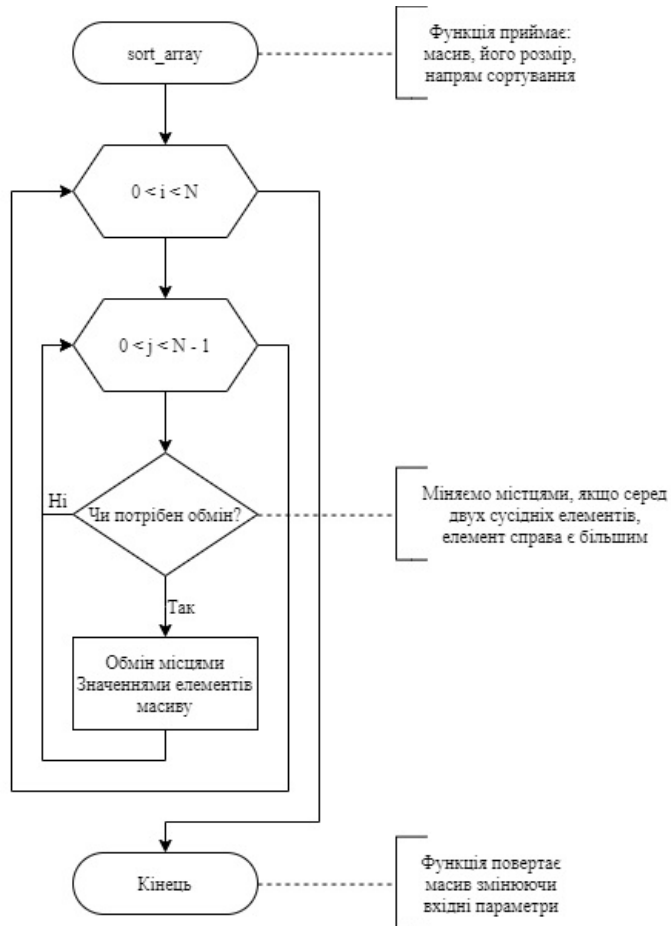 sort_array
Функція приймає:
масив, його розмір,
напрям сортування
0 < i < N
0 < j < N - 1
Ні
Чи потрібен обмін?
Міняємо містцями, якщо серед
двух сусідніх елементів,
елемент справа є більшим
Так
Обмін місцями
Значеннями елементів
масиву
Кінець
Функція повертає
масив змінюючи
вхідні параметри